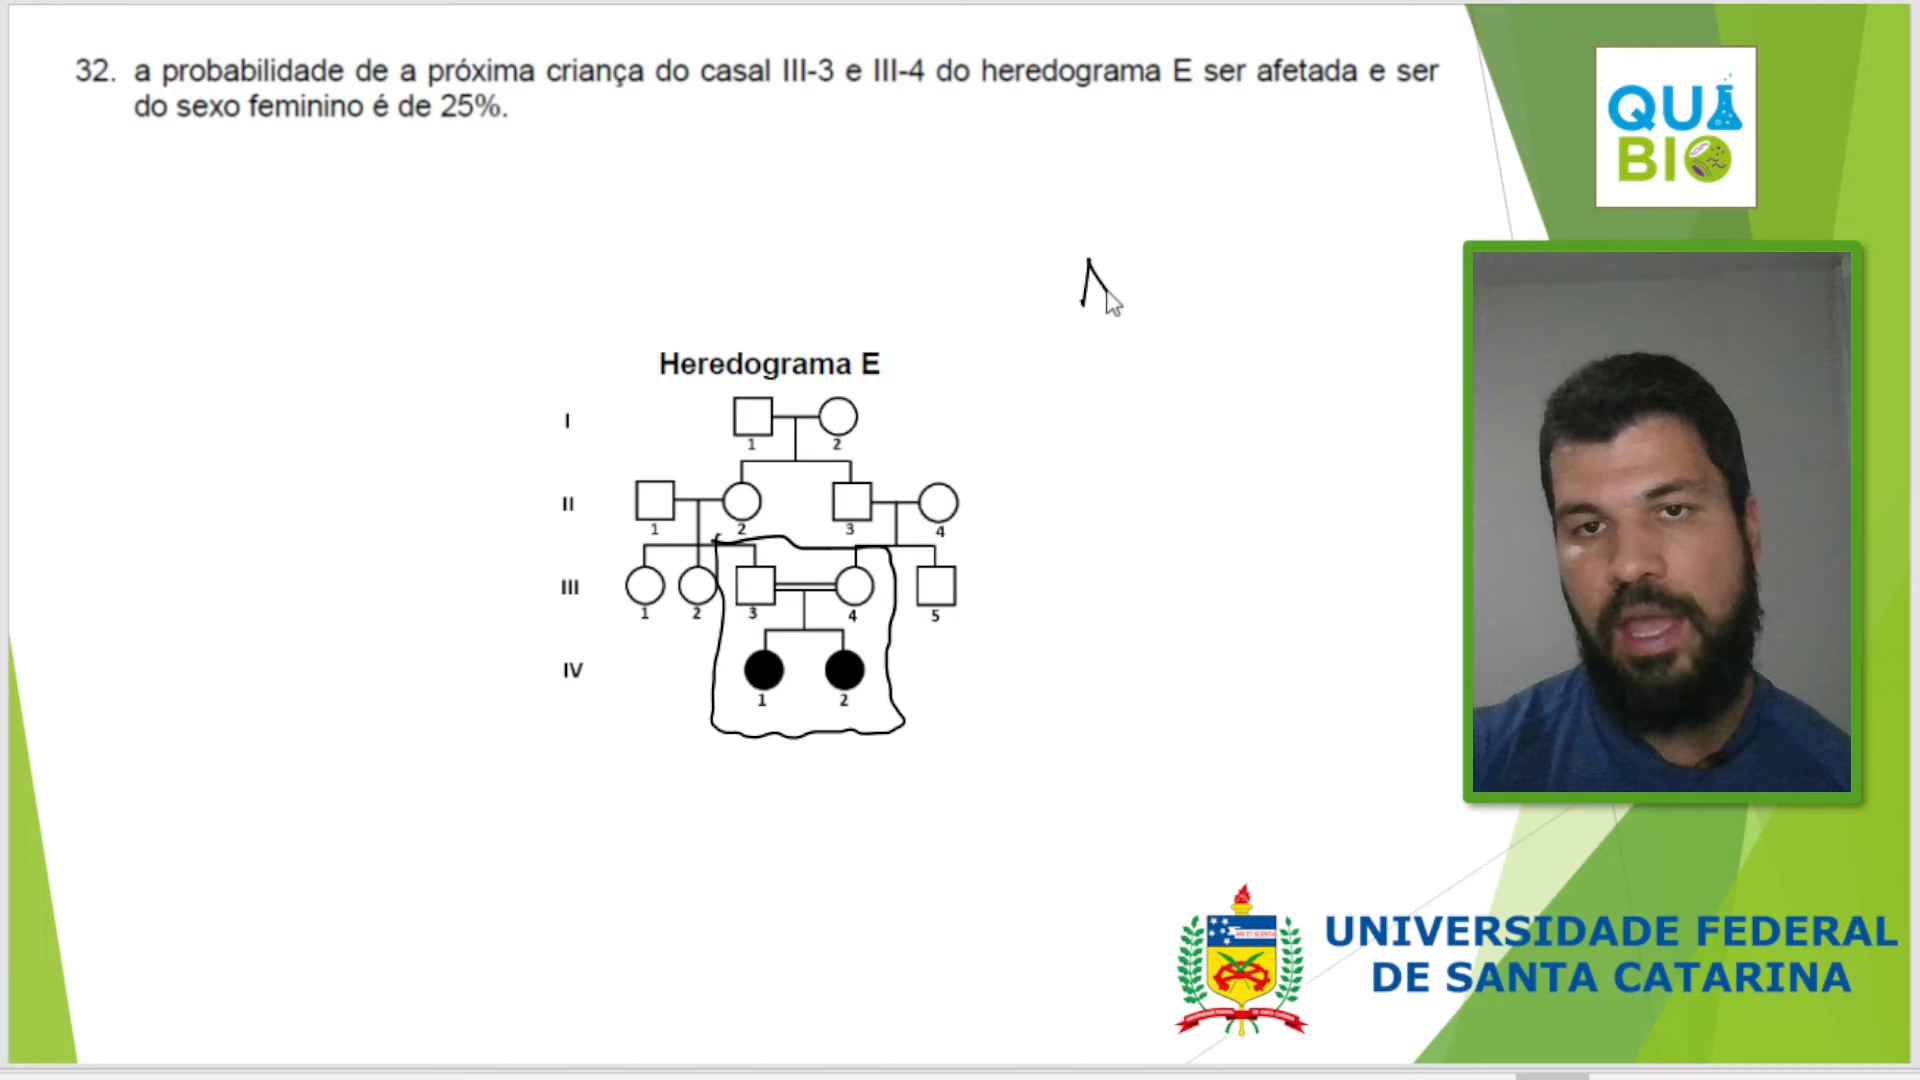 32. a probabilidade de a próxima criança do casal III-3 e III-4 do heredograma E ser afetada e ser
do sexo feminino é de 25%.
QUI
BIO
Heredograma E
I
1 2
II
1 2 3 4
III
1 2 3 4 5
IV
1 2
UNIVERSIDADE FEDERAL
DE SANTA CATARINA